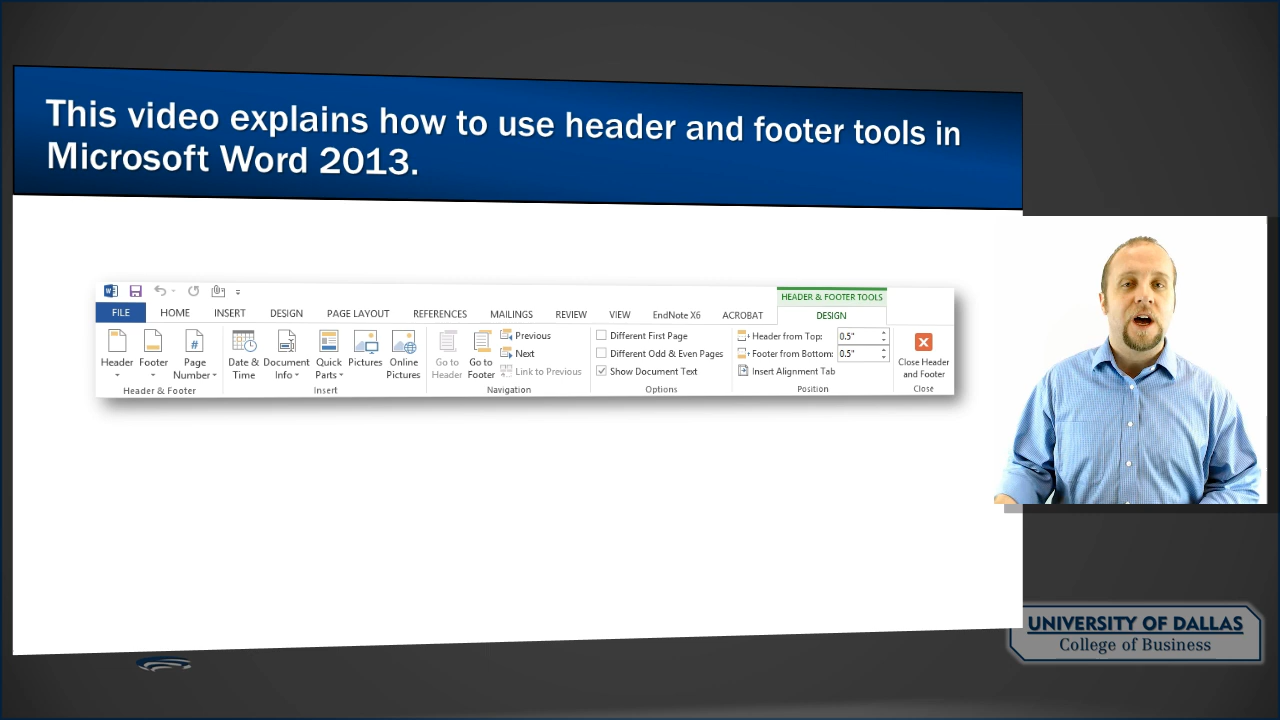 This video explains how to use header and footer tools in
Microsoft Word 2013.
HEADER & FOOTER TOOLS
FILE HOME INSERT DESIGN PAGE LAYOUT REFERENCES MAILINGS REVIEW VIEW EndNote X6 ACROBAT DESIGN
Header Footer Page Number
Header & Footer
Date & Time Document Info Quick Parts Pictures Online Pictures
Insert
Go to Header Go to Footer
Previous
Next
Link to Previous
Navigation
Different First Page
Different Odd & Even Pages
Show Document Text
Options
Header from Top: 0.5"
Footer from Bottom: 0.5"
Insert Alignment Tab
Position
Close Header
and Footer
Close
UNIVERSITY OF DALLAS
College of Business